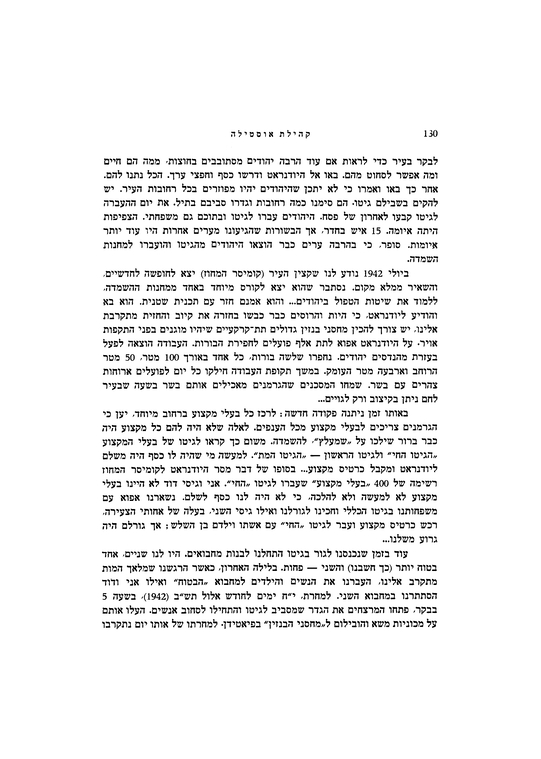 130 קהילת אוסטילה
לבקר בעיר כדי לראות אם עוד הרבה יהודים מסתובבים בחוצות, ממה הם חיים
ומה אפשר לסחוט מהם. באו אל היודנראט ודרשו כסף וחפצי ערך. הכל נתנו להם.
אחר כך באו ואמרו כי לא יתכן שהיהודים יהיו מפוזרים בכל רחובות העיר. יש
להקים בשבילם גיטו. הם סימנו כמה רחובות וגדרו סביבם בתיל. את יום ההעברה
לגיטו קבעו לאחרון של פסח. היהודים עברו לגיטו ובתוכם גם משפחתי. הצפיפות
היתה איומה. 15 איש בחדר, אך הבשורות שהגיעונו מערים אחרות היו עוד יותר
איומות. סופר, כי בהרבה ערים כבר הוצאו היהודים מהגיטו והועברו למחנות
השמדה.
ביולי 1942 נודע לנו שקצין העיר (קומיסר המחוז) יצא לחופשה לחדשיים,
והשאיר ממלא מקום. נסתבר שהוא יצא לקורס מיוחד באחד ממחנות ההשמדה,
ללמוד את שיטות הטפול ביהודים... והוא אמנם חזר עם תכנית שטנית. הוא בא
והודיע ליודנראט, כי היות והרוסים כבר כבשו בחזרה את קיוב והחזית מתקרבת
אלינו, יש צורך להכין מחסני בנזין גדולים תת־קרקעיים שיהיו מוגנים בפני התקפות
אויר. על היודנראט אפוא לתת אלף פועלים לחפירת הבורות. העבודה הוצאה לפעל
בעזרת מהנדסים יהודים. נחפרו שלשה בורות, כל אחד באורך 100 מטר, 50 מטר
הרוחב וארבעה מטר העומק. במשך תקופת העבודה חילקו כל יום לפועלים ארוחות
צהרים עם בשר. שמחו המסכנים שהגרמנים מאכילים אותם בשר בשעה שבעיר
לחם ניתן בקיצוב ורק לגויים...
באותו זמן ניתנה פקודה חדשה: לרכז כל בעלי מקצוע ברחוב מיוחד, יען כי
הגרמנים צריכים לבעלי מקצוע מכל הענפים. לאלה שלא היה להם כל מקצוע היה
כבר ברור שילכו על „שמעלץ”, להשמדה. משום כך קראו לגיטו של בעלי המקצוע
„הגיטו החי” ולגיטו הראשון — „הגיטו המת”. למעשה מי שהיה לו כסף היה משלם
ליודנראט ומקבל כרטיס מקצוע... בסופו של דבר מסר היודנראט לקומיסר המחוז
רשימה של 400 „בעלי מקצוע” שעברו לגיטו „החי”. אני וגיסי דוד לא היינו בעלי
מקצוע לא למעשה ולא להלכה, כי לא היה לנו כסף לשלם. נשארנו אפוא עם
משפחותנו בגיטו הכללי וחכינו לגורלנו ואילו גיסי השני, בעלה של אחותי הצעירה,
רכש כרטיס מקצוע ועבר לגיטו „החי” עם אשתו וילדם בן השלש; אך גורלם היה
גרוע משלנו...
עוד בזמן שנכנסנו לגור בגיטו התחלנו לבנות מחבואים. היו לנו שנים, אחד
בטוח יותר (כך חשבנו) והשני — פחות. בלילה האחרון, כאשר הרגשנו שמלאך המות
מתקרב אלינו, העברנו את הנשים והילדים למחבוא „הבטוח” ואילו אני ודוד
הסתתרנו במחבוא השני. למחרת, י״ח ימים לחודש אלול תש״ב (1942), בשעה 5
בבקר, פתחו המרצחים את הגדר שמסביב לגיטו והתחילו לסחוב אנשים. העלו אותם
על מכוניות משא והובילום ל„מחסני הבנזין” בפיאטידן. למחרתו של אותו יום נתקרבו